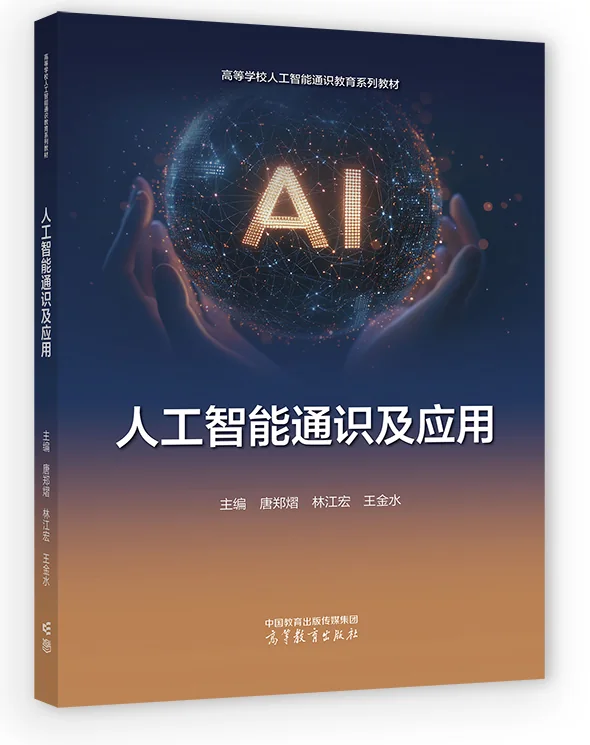 高等学校人工智能通识教育系列教材
AI
人工智能通识及应用
主编 唐郑熠 林江宏 王金水
中国教育出版传媒集团
高等教育出版社
高等学校人工智能通识教育系列教材
人工智能通识及应用
主编 唐郑熠 林江宏 王金水